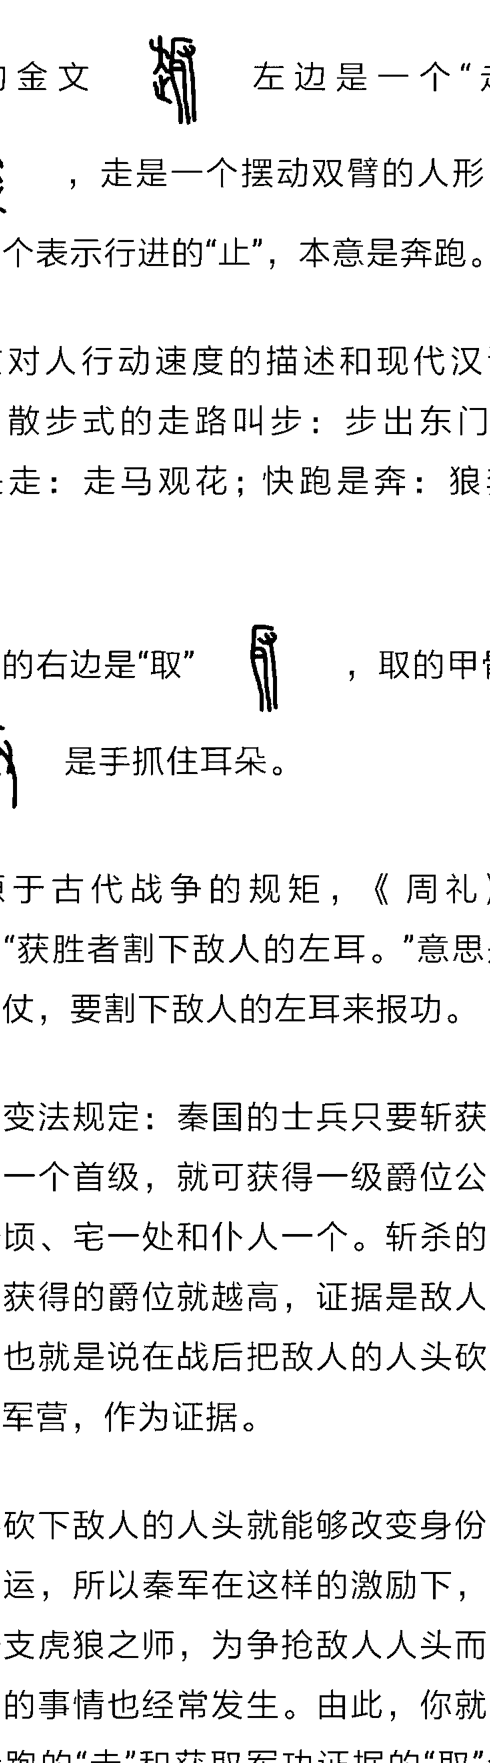 金文 左边是一个“
，走是一个摆动双臂的人形
个表示行进的“止”，本意是奔跑。
对人行动速度的描述和现代汉
散步式的走路叫步：步出东门
走：走马观花；快跑是奔：狼
的右边是“取” ，取的甲
是手抓住耳朵。
于古代战争的规矩，《周礼
“获胜者割下敌人的左耳。”意思
仗，要割下敌人的左耳来报功。
变法规定：秦国的士兵只要斩获
一个首级，就可获得一级爵位公
顷、宅一处和仆人一个。斩杀的
获得的爵位就越高，证据是敌人
也就是说在战后把敌人的人头砍
军营，作为证据。
砍下敌人的人头就能够改变身份
运，所以秦军在这样的激励下，
支虎狼之师，为争抢敌人人头而
的事情也经常发生。由此，你就
跑的“走”和获取军功证据的“取”